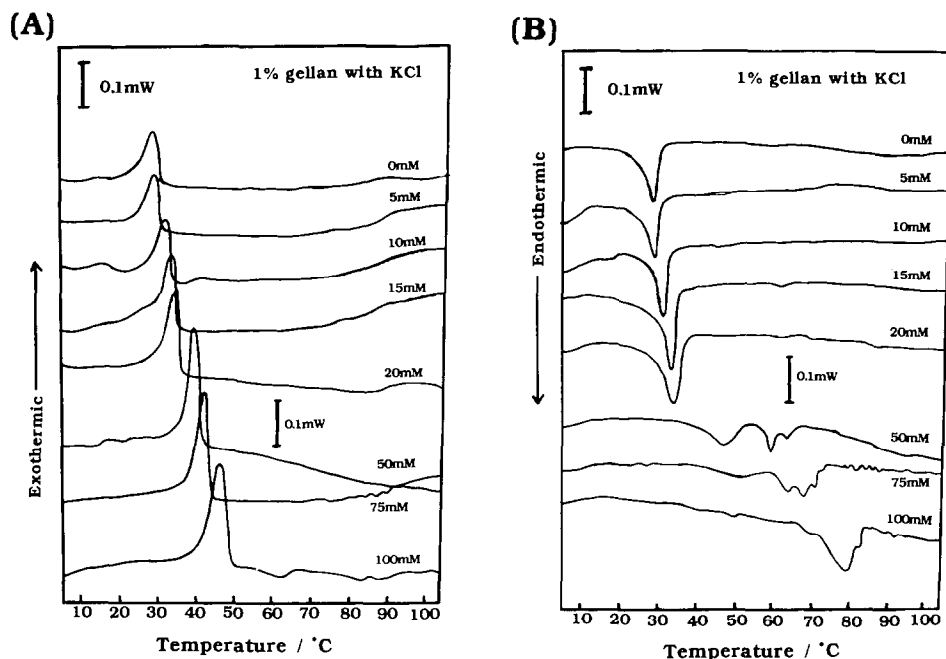 (A)
0.1mW
1% gellan with KCl
0mM
5mM
10mM
15mM
20mM
0.1mW
50mM
75mM
100mM
Exothermic
10 20 30 40 50 60 70 80 90 100
Temperature / °C
(B)
0.1mW
1% gellan with KCl
0mM
5mM
10mM
15mM
20mM
0.1mW
50mM
75mM
100mM
Endothermic
10 20 30 40 50 60 70 80 90 100
Temperature / °C